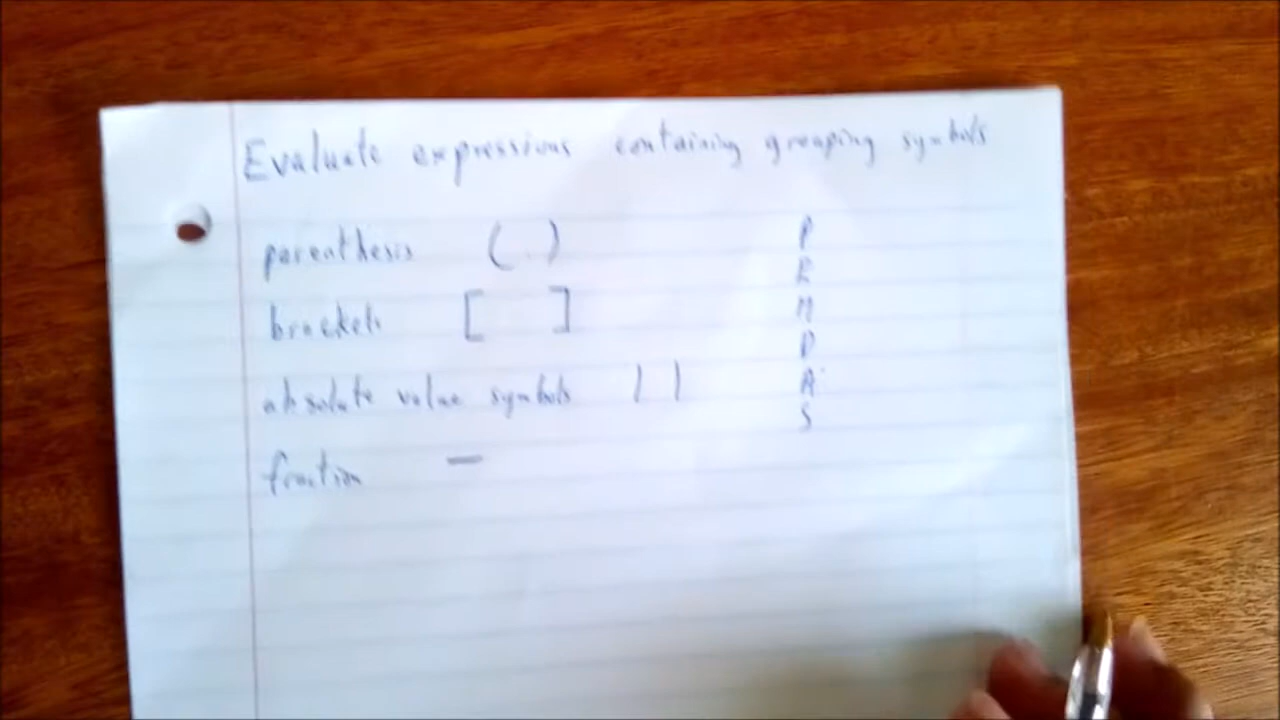 Evaluate expressions containing grouping symbols
parenthesis ( )
brackets [ ]
absolute value symbols | |
fraction —
P
E
M
D
A
S